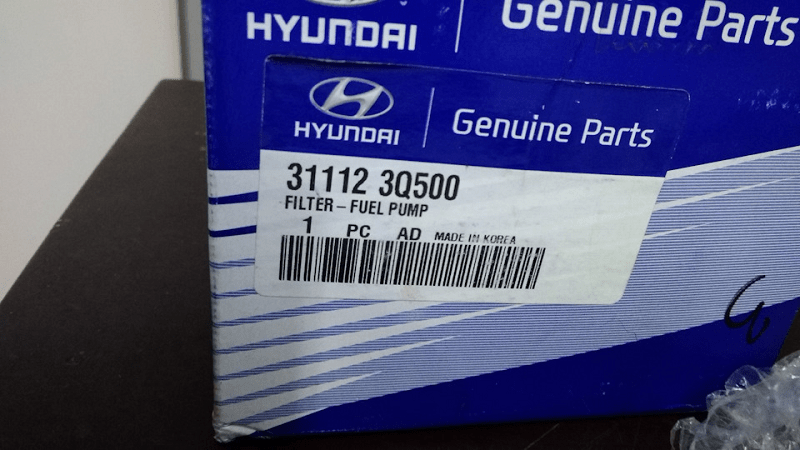 HYUNDAI Genuine Parts
HYUNDAI Genuine Parts
31112 3Q500
FILTER - FUEL PUMP
1 PC AD MADE IN KOREA